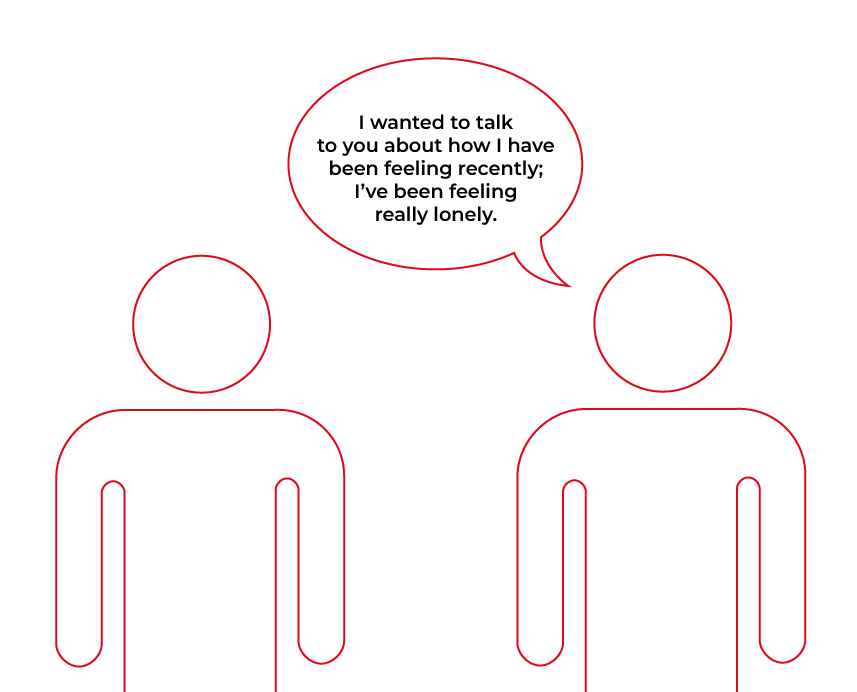 I wanted to talk
to you about how I have
been feeling recently;
I’ve been feeling
really lonely.